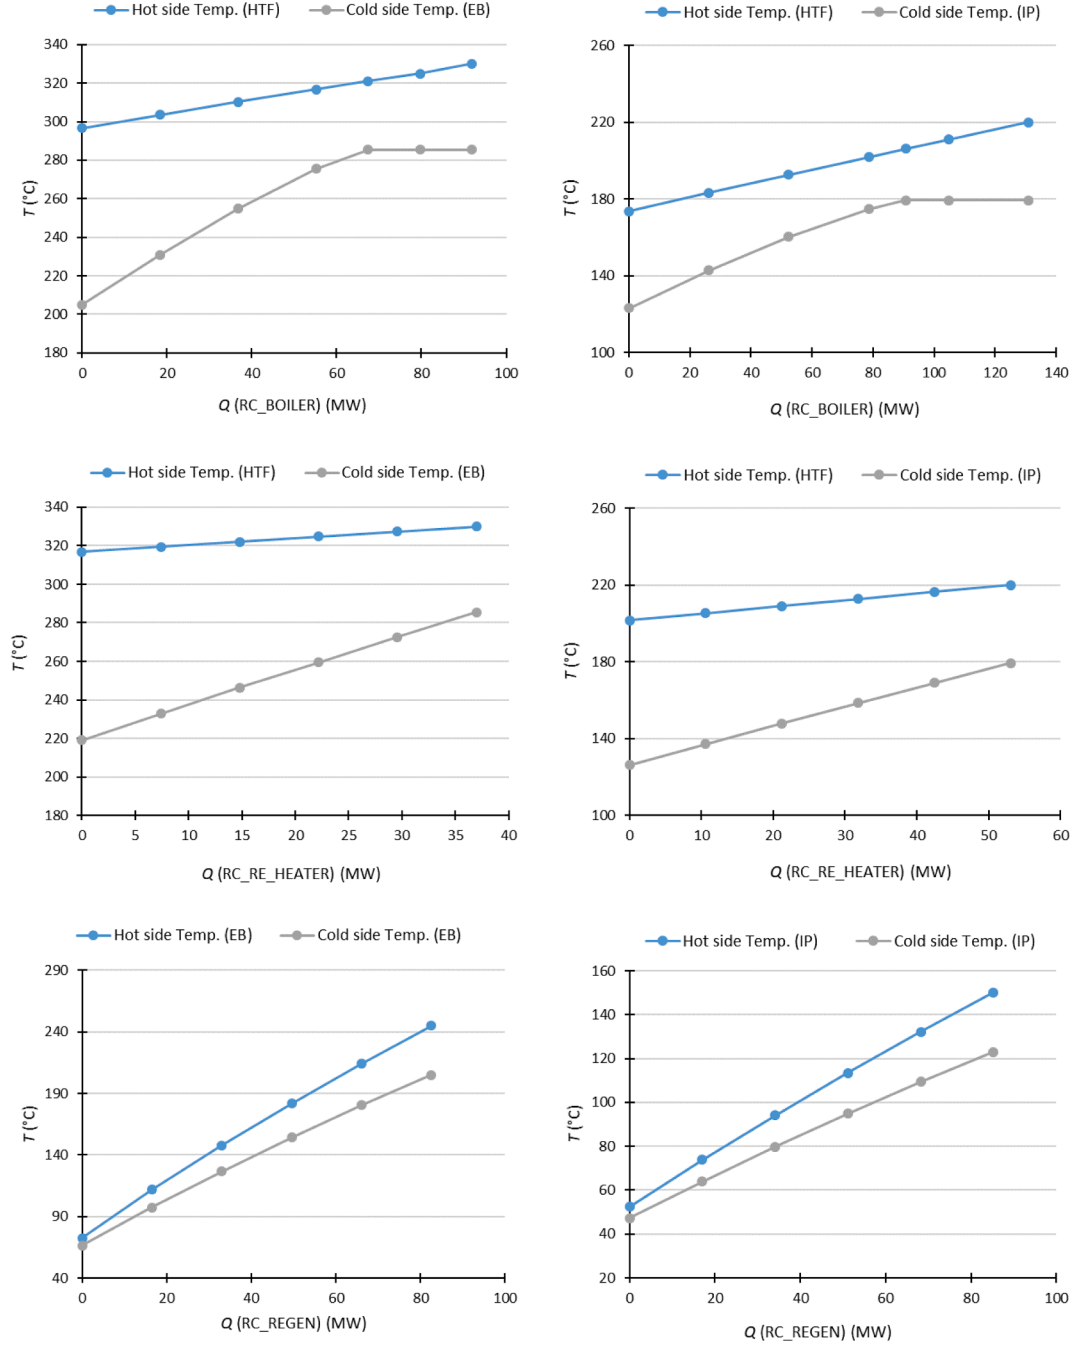 Hot side Temp. (HTF) Cold side Temp. (EB)
340
320
300
280
260
240
220
200
180
T (°C)
0 20 40 60 80 100
Q (RC_BOILER) (MW)
Hot side Temp. (HTF) Cold side Temp. (IP)
260
220
180
140
100
T (°C)
0 20 40 60 80 100 120 140
Q (RC_BOILER) (MW)
Hot side Temp. (HTF) Cold side Temp. (EB)
340
320
300
280
260
240
220
200
180
T (°C)
0 5 10 15 20 25 30 35 40
Q (RC_RE_HEATER) (MW)
Hot side Temp. (HTF) Cold side Temp. (IP)
260
220
180
140
100
T (°C)
0 10 20 30 40 50 60
Q (RC_RE_HEATER) (MW)
Hot side Temp. (EB) Cold side Temp. (EB)
290
240
190
140
90
40
T (°C)
0 20 40 60 80 100
Q (RC_REGEN) (MW)
Hot side Temp. (IP) Cold side Temp. (IP)
160
140
120
100
80
60
40
20
T (°C)
0 20 40 60 80 100
Q (RC_REGEN) (MW)